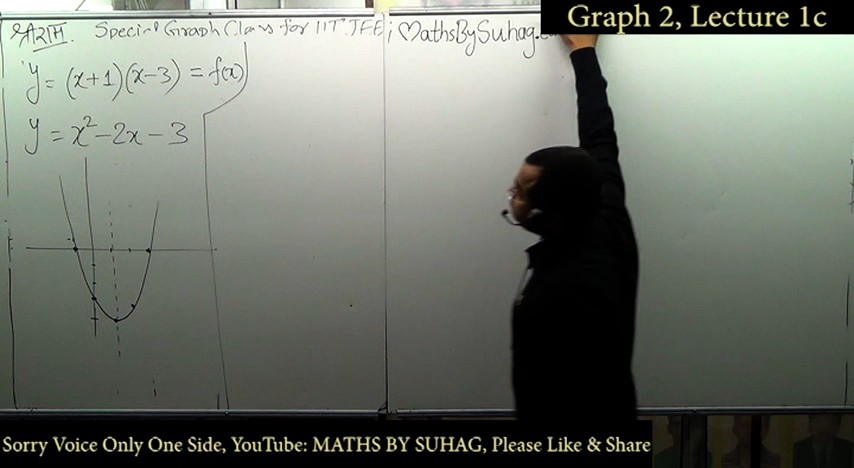 Graph 2, Lecture 1c
Special Graph Class for IIT JEE ; MathsBySuhag.
y = (x+1)(x-3) = f(x)
y = x²-2x-3
Sorry Voice Only One Side, YouTube: MATHS BY SUHAG, Please Like & Share